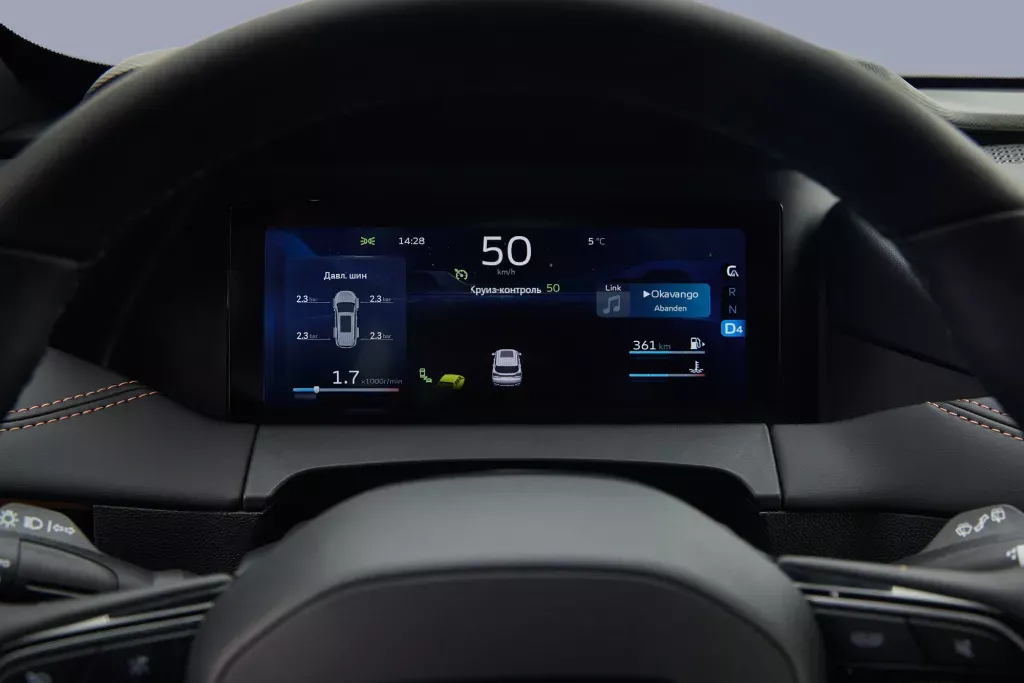 14:28
50
km/h
5 °C
Давл. шин
2.3 bar
2.3 bar
2.3 bar
2.3 bar
1.7 x1000r/min
Круиз-контроль 50
Link
Okavango
Abanden
361 km
R
N
D4